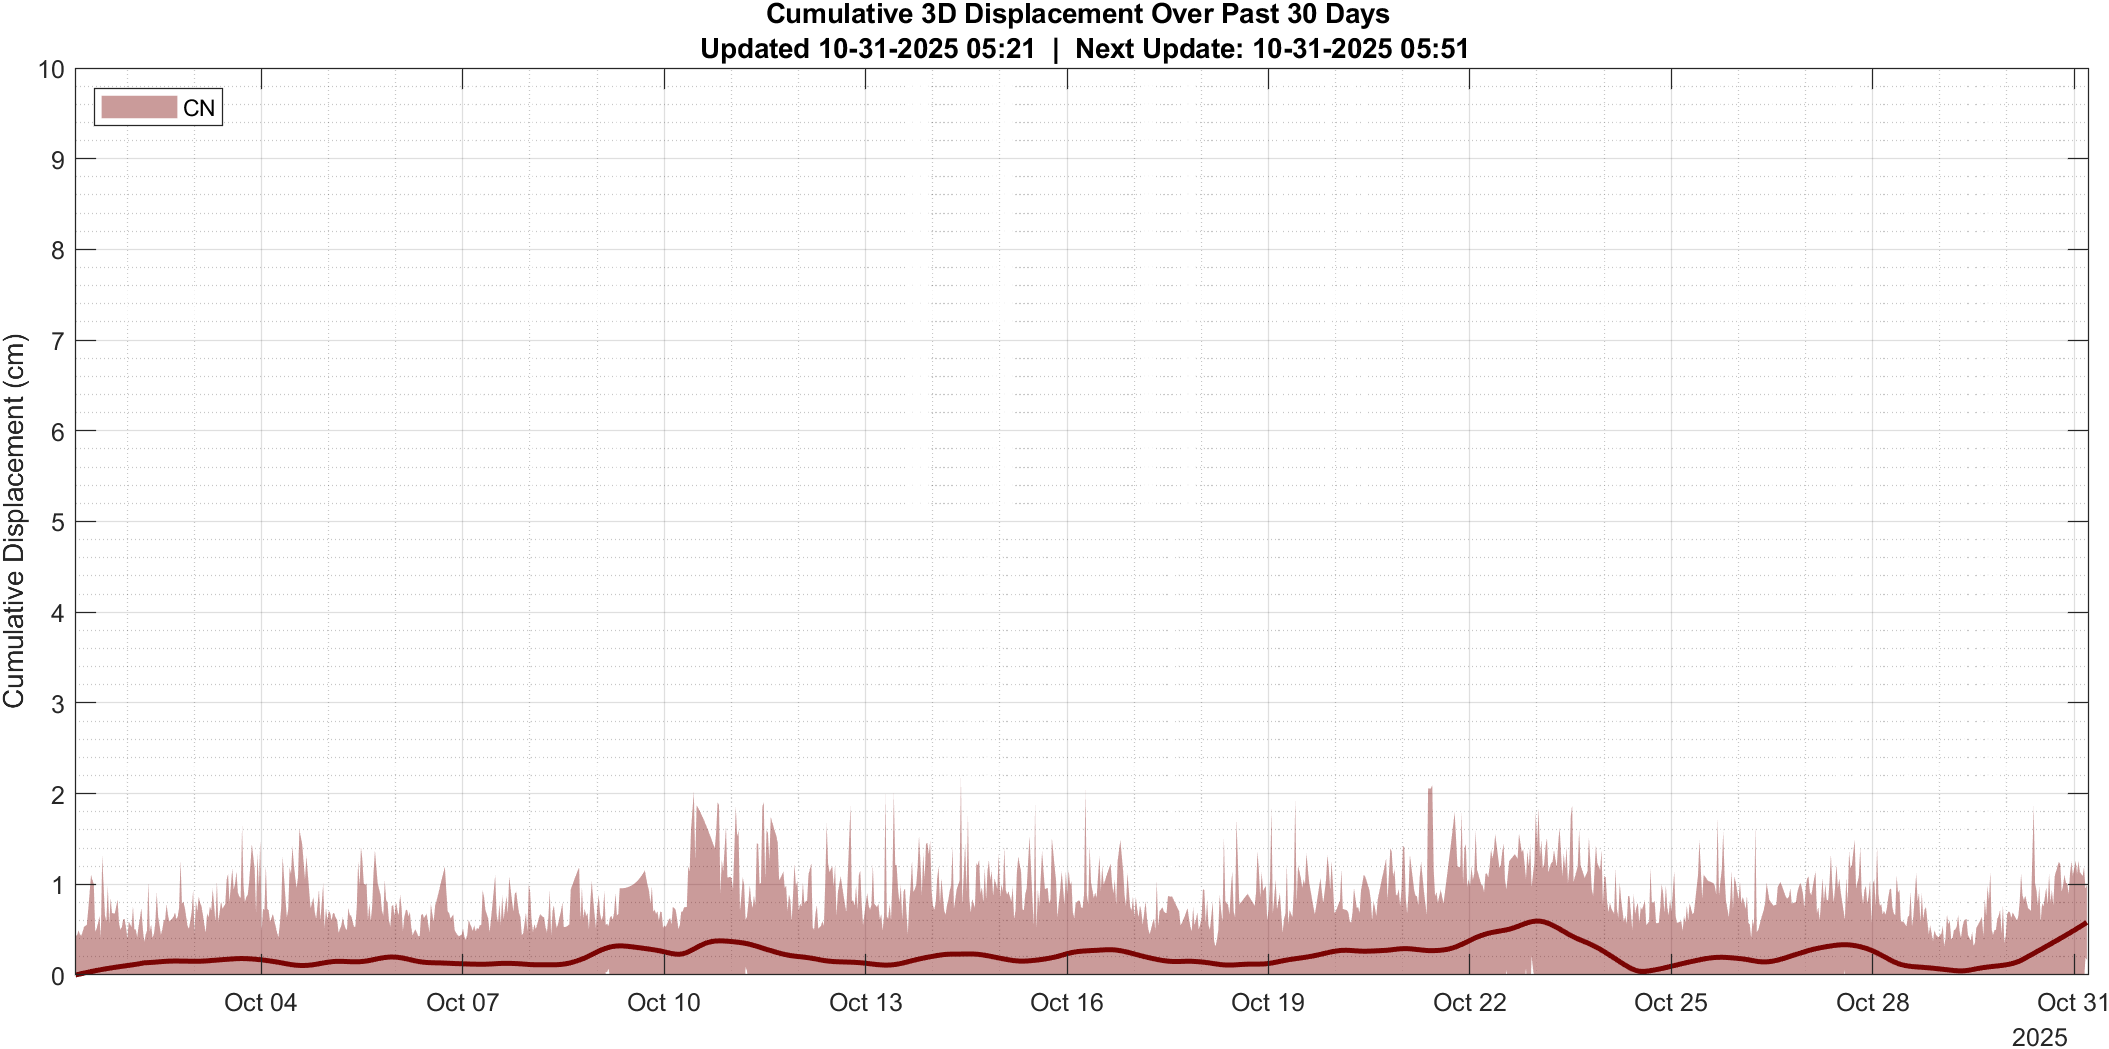 Cumulative 3D Displacement Over Past 30 Days
Updated 10-31-2025 05:21 | Next Update: 10-31-2025 05:51
CN
Cumulative Displacement (cm)
10
9
8
7
6
5
4
3
2
1
0
Oct 04
Oct 07
Oct 10
Oct 13
Oct 16
Oct 19
Oct 22
Oct 25
Oct 28
Oct 31
2025